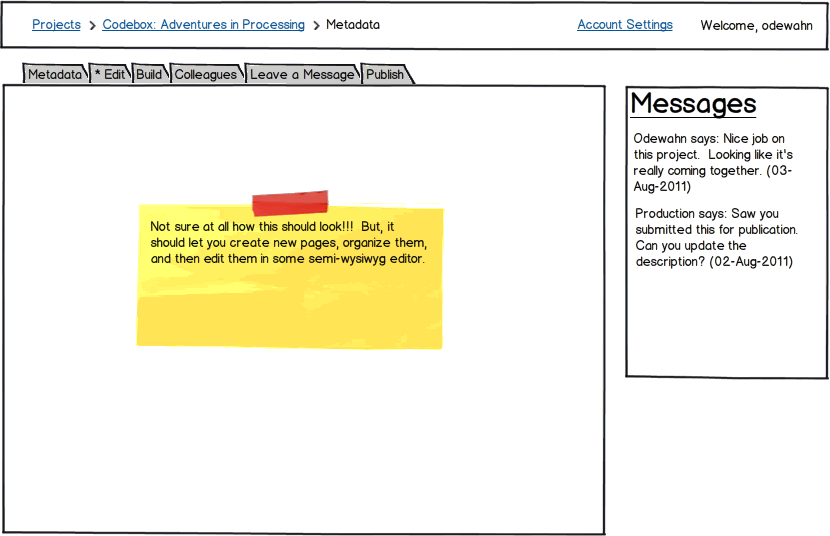 Projects > Codebox: Adventures in Processing > Metadata Account Settings Welcome, odewahn
Metadata * Edit Build Colleagues Leave a Message Publish
Not sure at all how this should look!!! But, it
should let you create new pages, organize them,
and then edit them in some semi-wysiwyg editor.
Messages
Odewahn says: Nice job on
this project. Looking like it's
really coming together. (03-
Aug-2011)
Production says: Saw you
submitted this for publication.
Can you update the
description? (02-Aug-2011)